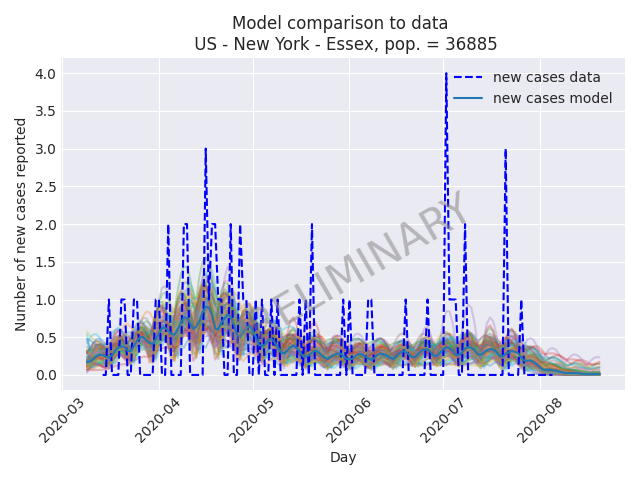 Model comparison to data
US - New York - Essex, pop. = 36885
4.0
3.5
3.0
2.5
2.0
1.5
1.0
0.5
0.0
Number of new cases reported
new cases data
new cases model
ELIMINARY
2020-03
2020-04
2020-05
2020-06
2020-07
2020-08
Day